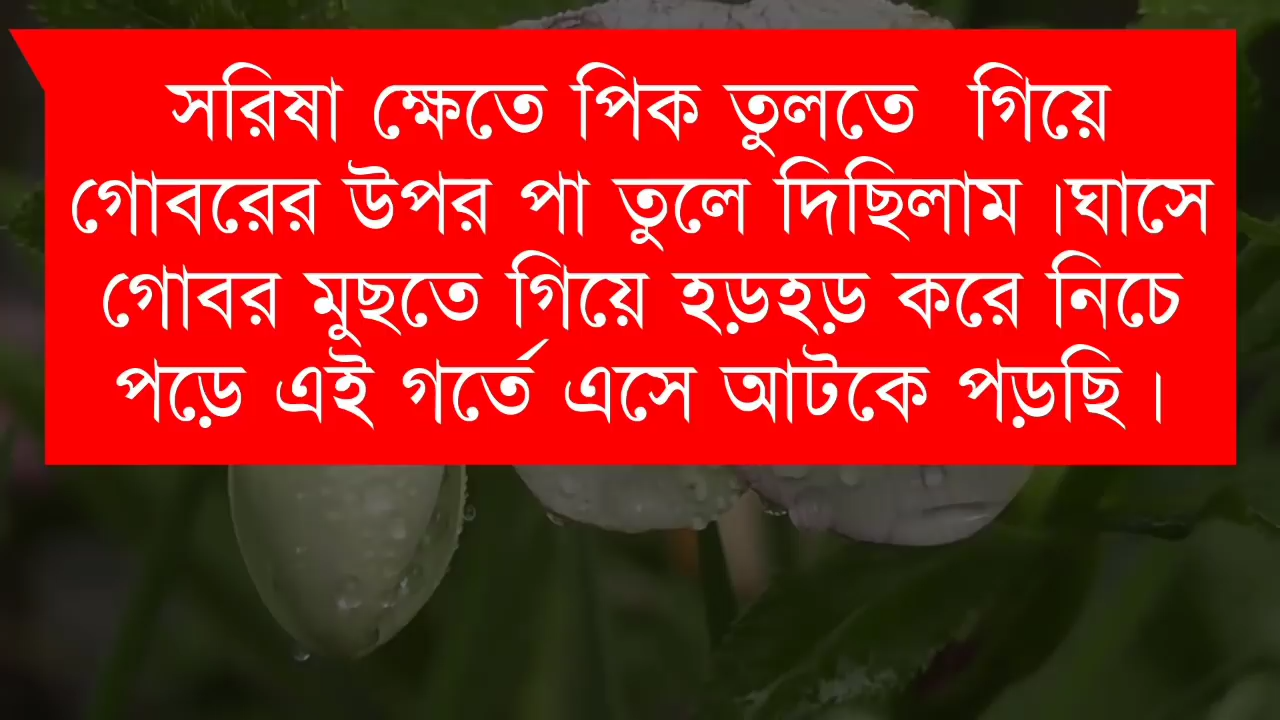 সরিষা ক্ষেতে পিক তুলতে গিয়ে
গোবরের উপর পা তুলে দিছিলাম।ঘাসে
গোবর মুছতে গিয়ে হড়হড় করে নিচে
পড়ে এই গর্তে এসে আটকে পড়ছি।